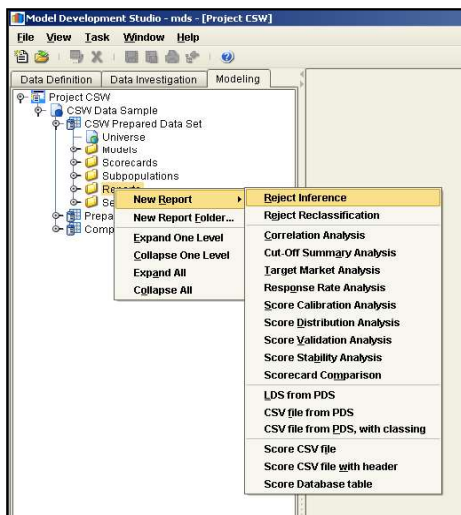 Model Development Studio - mds - [Project CSW]
File View Task Window Help
Data Definition Data Investigation Modeling
Project CSW
CSW Data Sample
CSW Prepared Data Set
Universe
Models
Scorecards
Subpopulations
Reports
Se
Prepa
Comp
New Report
New Report Folder...
Expand One Level
Collapse One Level
Expand All
Collapse All
Reject Inference
Reject Reclassification
Correlation Analysis
Cut-Off Summary Analysis
Target Market Analysis
Response Rate Analysis
Score Calibration Analysis
Score Distribution Analysis
Score Validation Analysis
Score Stability Analysis
Scorecard Comparison
LDS from PDS
CSV file from PDS
CSV file from PDS, with classing
Score CSV file
Score CSV file with header
Score Database table